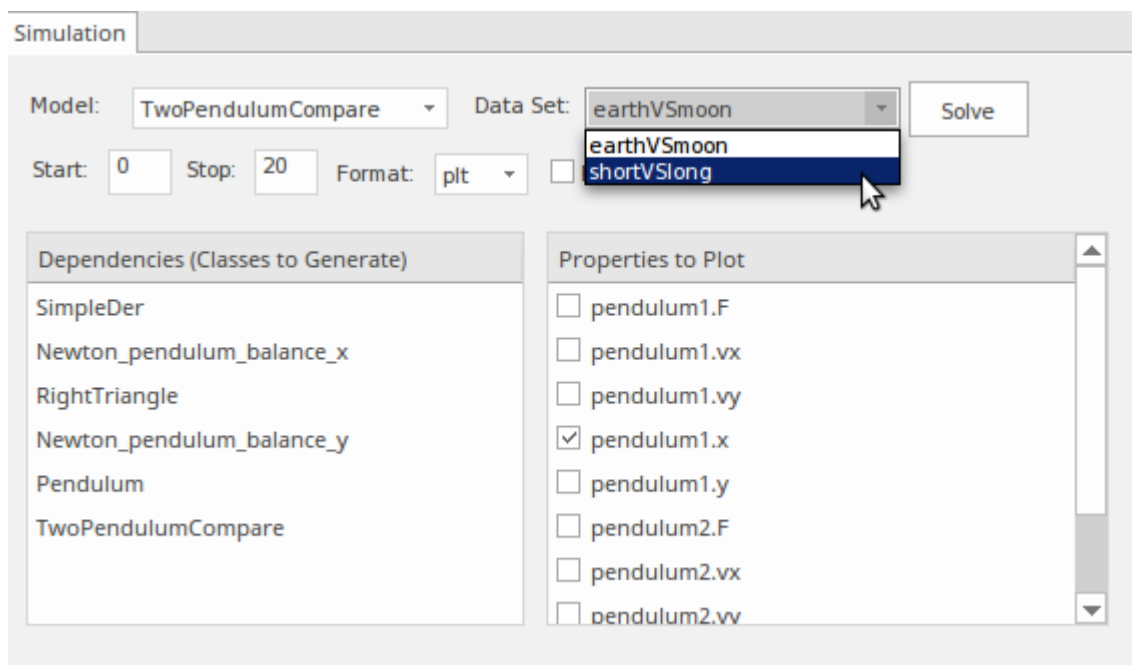 Simulation
Model: TwoPendulumCompare Data Set: earthVSmoon Solve
earthVSmoon
shortVSlong
Start: 0 Stop: 20 Format: plt
Dependencies (Classes to Generate)
SimpleDer
Newton_pendulum_balance_x
RightTriangle
Newton_pendulum_balance_y
Pendulum
TwoPendulumCompare
Properties to Plot
pendulum1.F
pendulum1.vx
pendulum1.vy
pendulum1.x
pendulum1.y
pendulum2.F
pendulum2.vx
pendulum2.vy